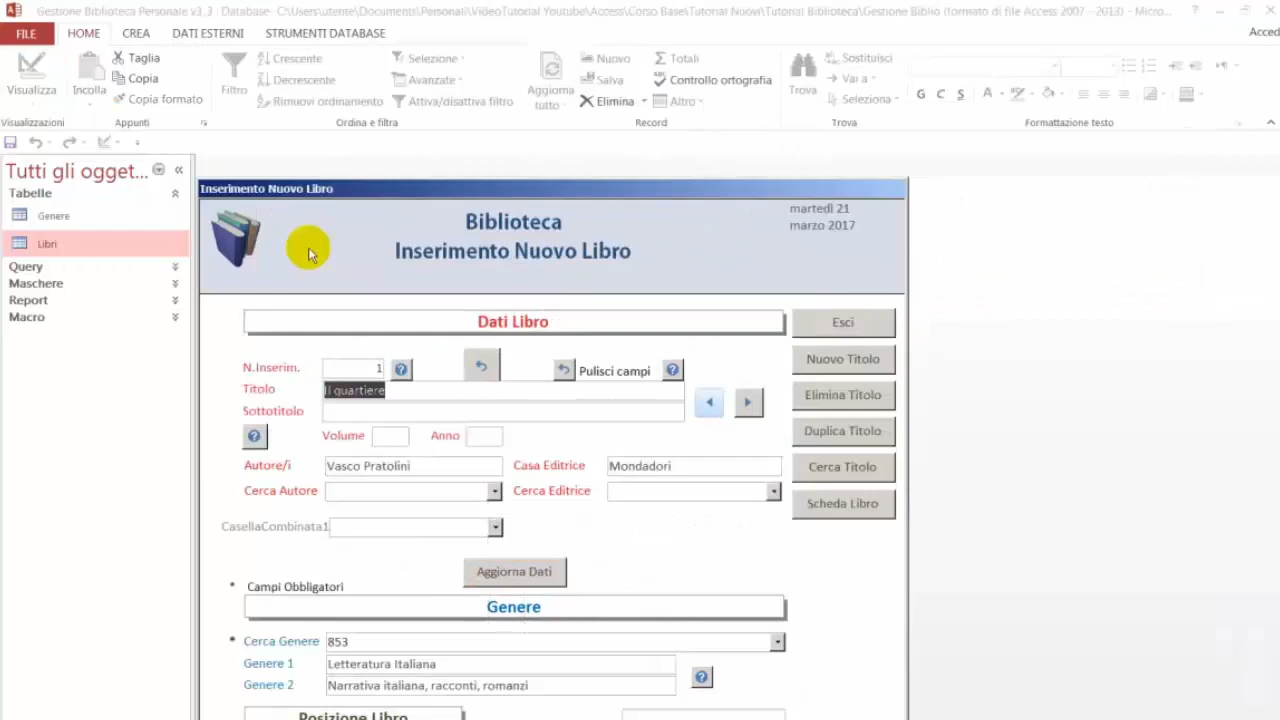 Gestione Biblioteca Personale v3_3 : Database- C:\Users\utente\Documents\Personali\VideoTutorial Youtube\Access\Corso Base\Tutorial Nuovi\Tutorial Biblioteca\Gestione Biblio (formato di file Access 2007 - 2013) - Micro... ?
FILE HOME CREA DATI ESTERNI STRUMENTI DATABASE Acced
Visualizza
Visualizzazioni
Incolla
Taglia
Copia
Copia formato
Appunti
Filtro
Crescente
Decrescente
Rimuovi ordinamento
Selezione
Avanzate
Attiva/disattiva filtro
Ordina e filtra
Aggiorna
tutto
Nuovo
Salva
Elimina
Totali
Controllo ortografia
Altro
Record
Trova
Sostituisci
Vai a
Seleziona
Trova
G C S A
Formattazione testo
Tutti gli ogget...
Tabelle
Genere
Libri
Query
Maschere
Report
Macro
Inserimento Nuovo Libro
Biblioteca
Inserimento Nuovo Libro
martedì 21
marzo 2017
Dati Libro
Esci
N.Inserim. 1 ? Pulisci campi ?
Nuovo Titolo
Titolo Il quartiere
Elimina Titolo
Sottotitolo
? Volume Anno
Duplica Titolo
Autore/i Vasco Pratolini Casa Editrice Mondadori
Cerca Titolo
Cerca Autore Cerca Editrice
Scheda Libro
CasellaCombinata1
Aggiorna Dati
* Campi Obbligatori
Genere
* Cerca Genere 853
Genere 1 Letteratura Italiana
?
Genere 2 Narrativa italiana, racconti, romanzi
Posizione Libro